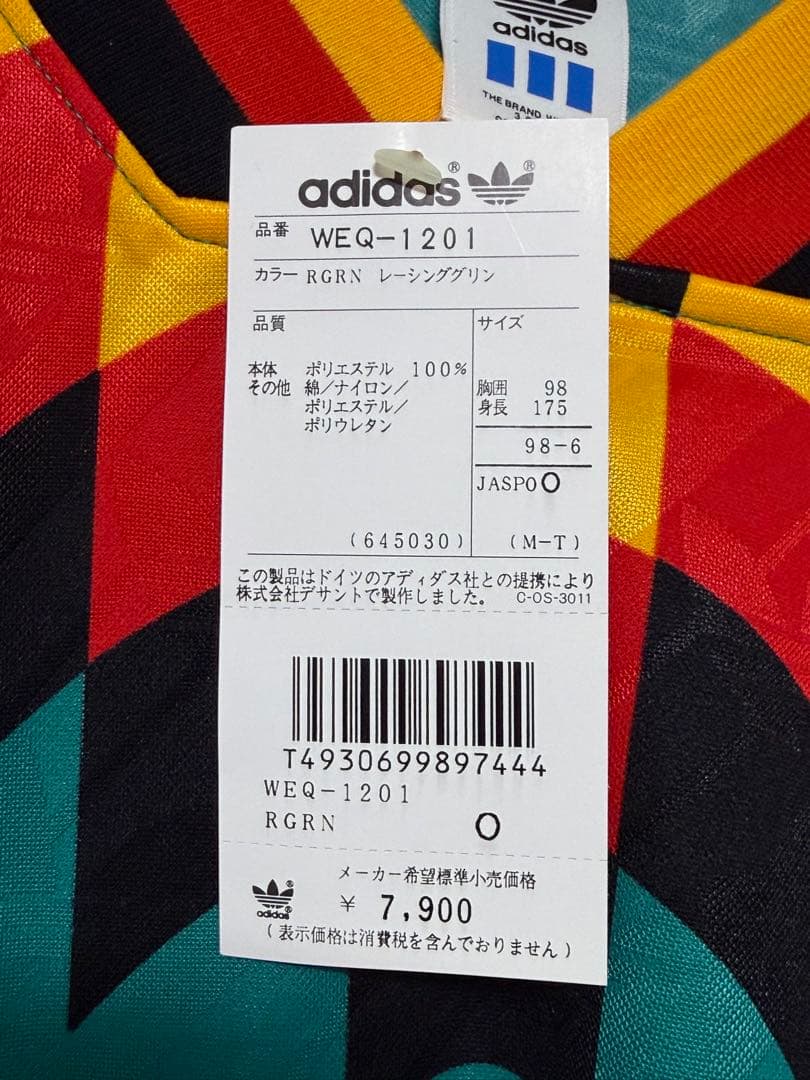 adidas
THE BRAND W
adidas® ®
品番 WEQ-1201
カラー RGRN レーシンググリン
品質 サイズ
本体 ポリエステル 100%
その他 綿/ナイロン/
ポリエステル/
ポリウレタン
胸囲 98
身長 175
98-6
JASPO O
(645030) (M-T)
この製品はドイツのアディダス社との提携により
株式会社デサントで製作しました。 C-OS-3011
T4930699897444
WEQ-1201
RGRN O
メーカー希望標準小売価格
adidas® ¥ 7,900
(表示価格は消費税を含んでおりません)